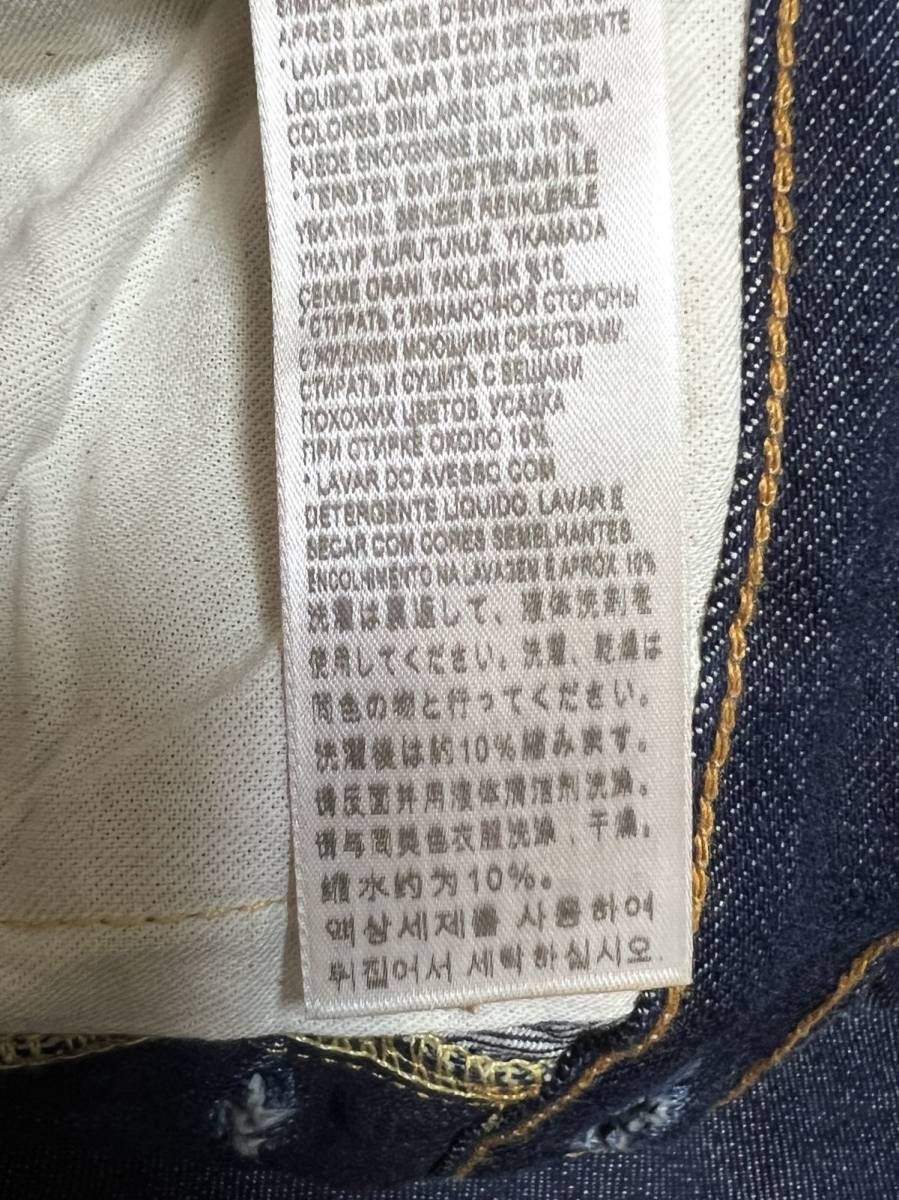 APRÈS LAVAGE D'ENVIRON
* LAVAR DEL REVES CON DETERGENTE
LIQUIDO. LAVAR Y SECAR CON
COLORES SIMILARES. LA PRENDA
PUEDE ENCOGERSE EN UN 10%.
* TERSTEN SIVI DETERJAN İLE
YIKAYINIZ. BENZER RENKLERLE
YIKAYIP KURUTUNUZ. YIKAMADA
ÇEKME ORANI YAKLASIK %10
*СТИРАТЬ С ИЗНАНОЧНОЙ СТОРОНЫ
С ЖИДКИМИ МОЮЩИМИ СРЕДСТВАМИ.
СТИРАТЬ И СУШИТЬ С ВЕЩАМИ
ПОХОЖИХ ЦВЕТОВ. УСАДКА
ПРИ СТИРКЕ ОКОЛО 10%.
* LAVAR DO AVESSO COM
DETERGENTE LÍQUIDO. LAVAR E
SECAR COM CORES SEMELHANTES.
ENCOLHIMENTO NA LAVAGEM É APROX. 10%
洗濯は裏返して、液体洗剤を
使用してください。洗濯、乾燥は
同色の物と行ってください。
洗濯後は約10%縮みます。
请反面并用液体清洁剂洗涤。
请与同类色衣服洗涤，干燥。
缩水约为10%。
액상세제를 사용하여
뒤집어서 세탁하십시오.